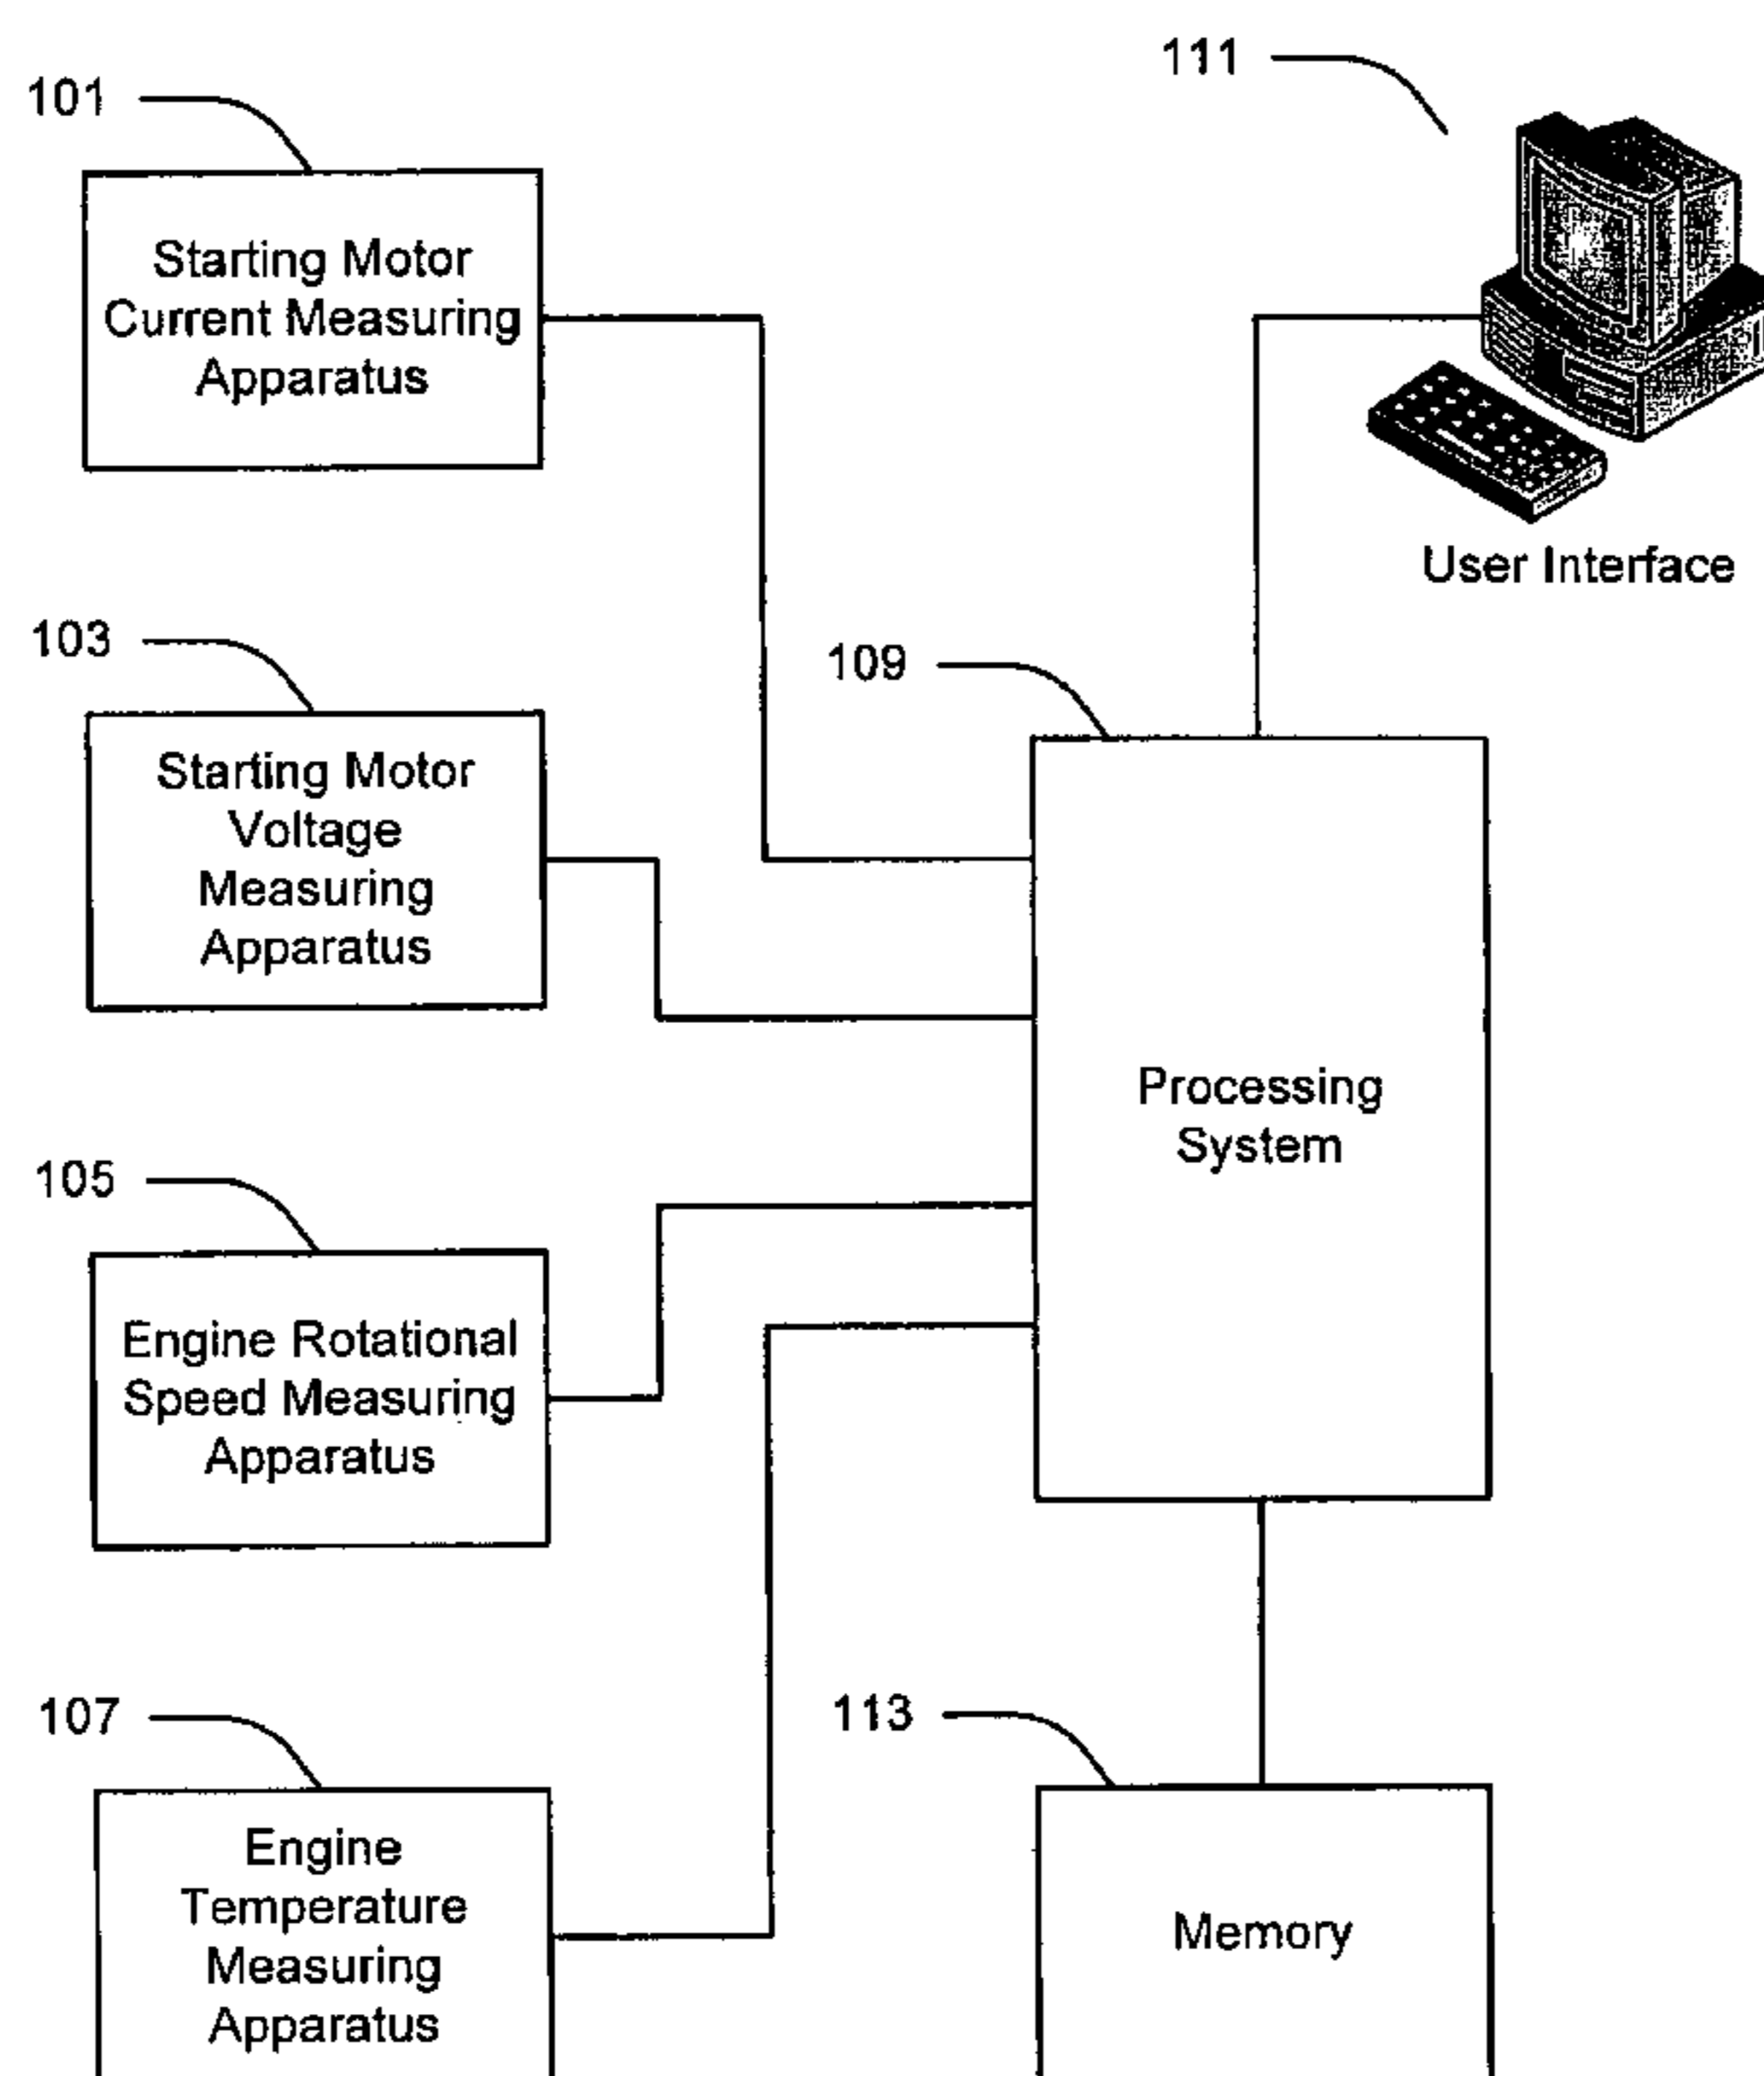 101
Starting Motor
Current Measuring
Apparatus
111
User Interface
103
Starting Motor
Voltage
Measuring
Apparatus
109
Processing
System
105
Engine Rotational
Speed Measuring
Apparatus
107
Engine
Temperature
Measuring
Apparatus
113
Memory